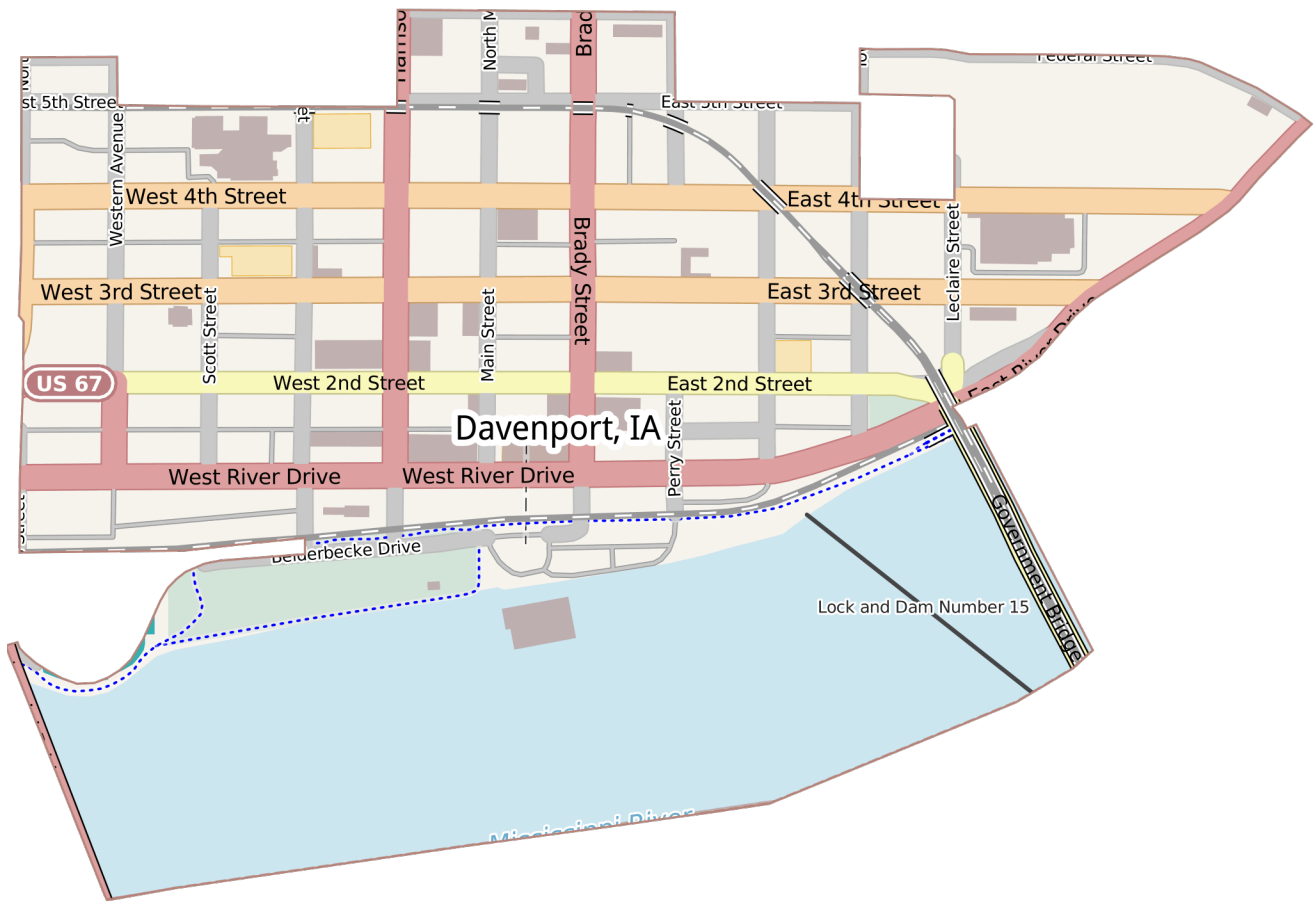 Federal Street
st 5th Street
East 5th Street
Western Avenue
West 4th Street
East 4th Street
Brady Street
Leclaire Street
West 3rd Street
East 3rd Street
Scott Street
Main Street
US 67
West 2nd Street
East 2nd Street
East River Drive
Davenport, IA
Perry Street
West River Drive
West River Drive
Beiderbecke Drive
Government Bridge
Lock and Dam Number 15
Mississippi River